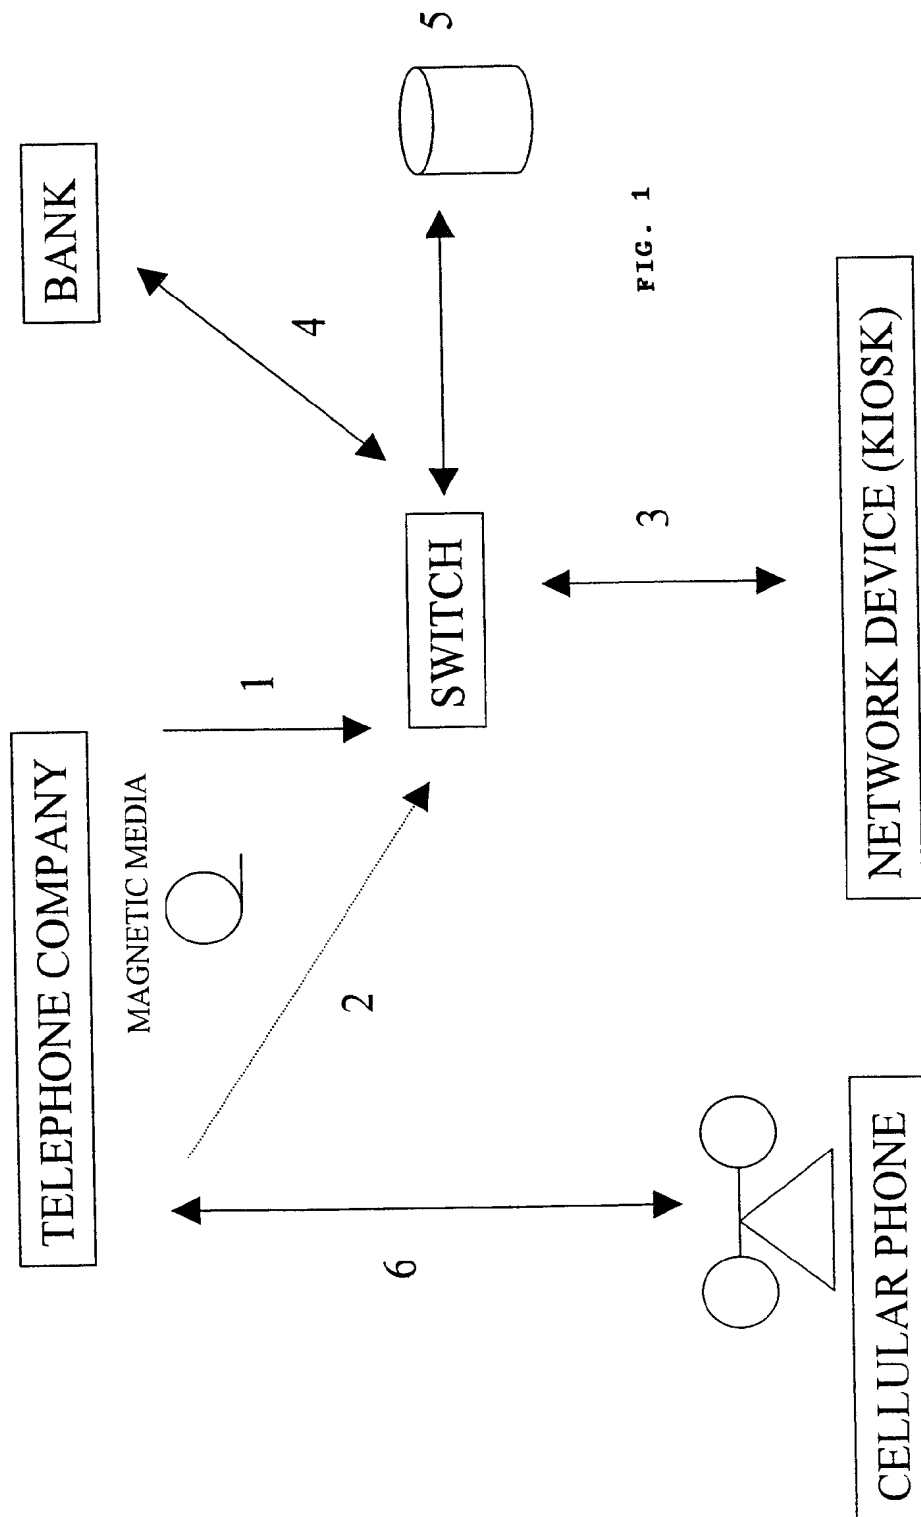 TELEPHONE COMPANY
BANK
MAGNETIC MEDIA
1
4
2
SWITCH
5
6
3
FIG. 1
CELLULAR PHONE
NETWORK DEVICE (KIOSK)